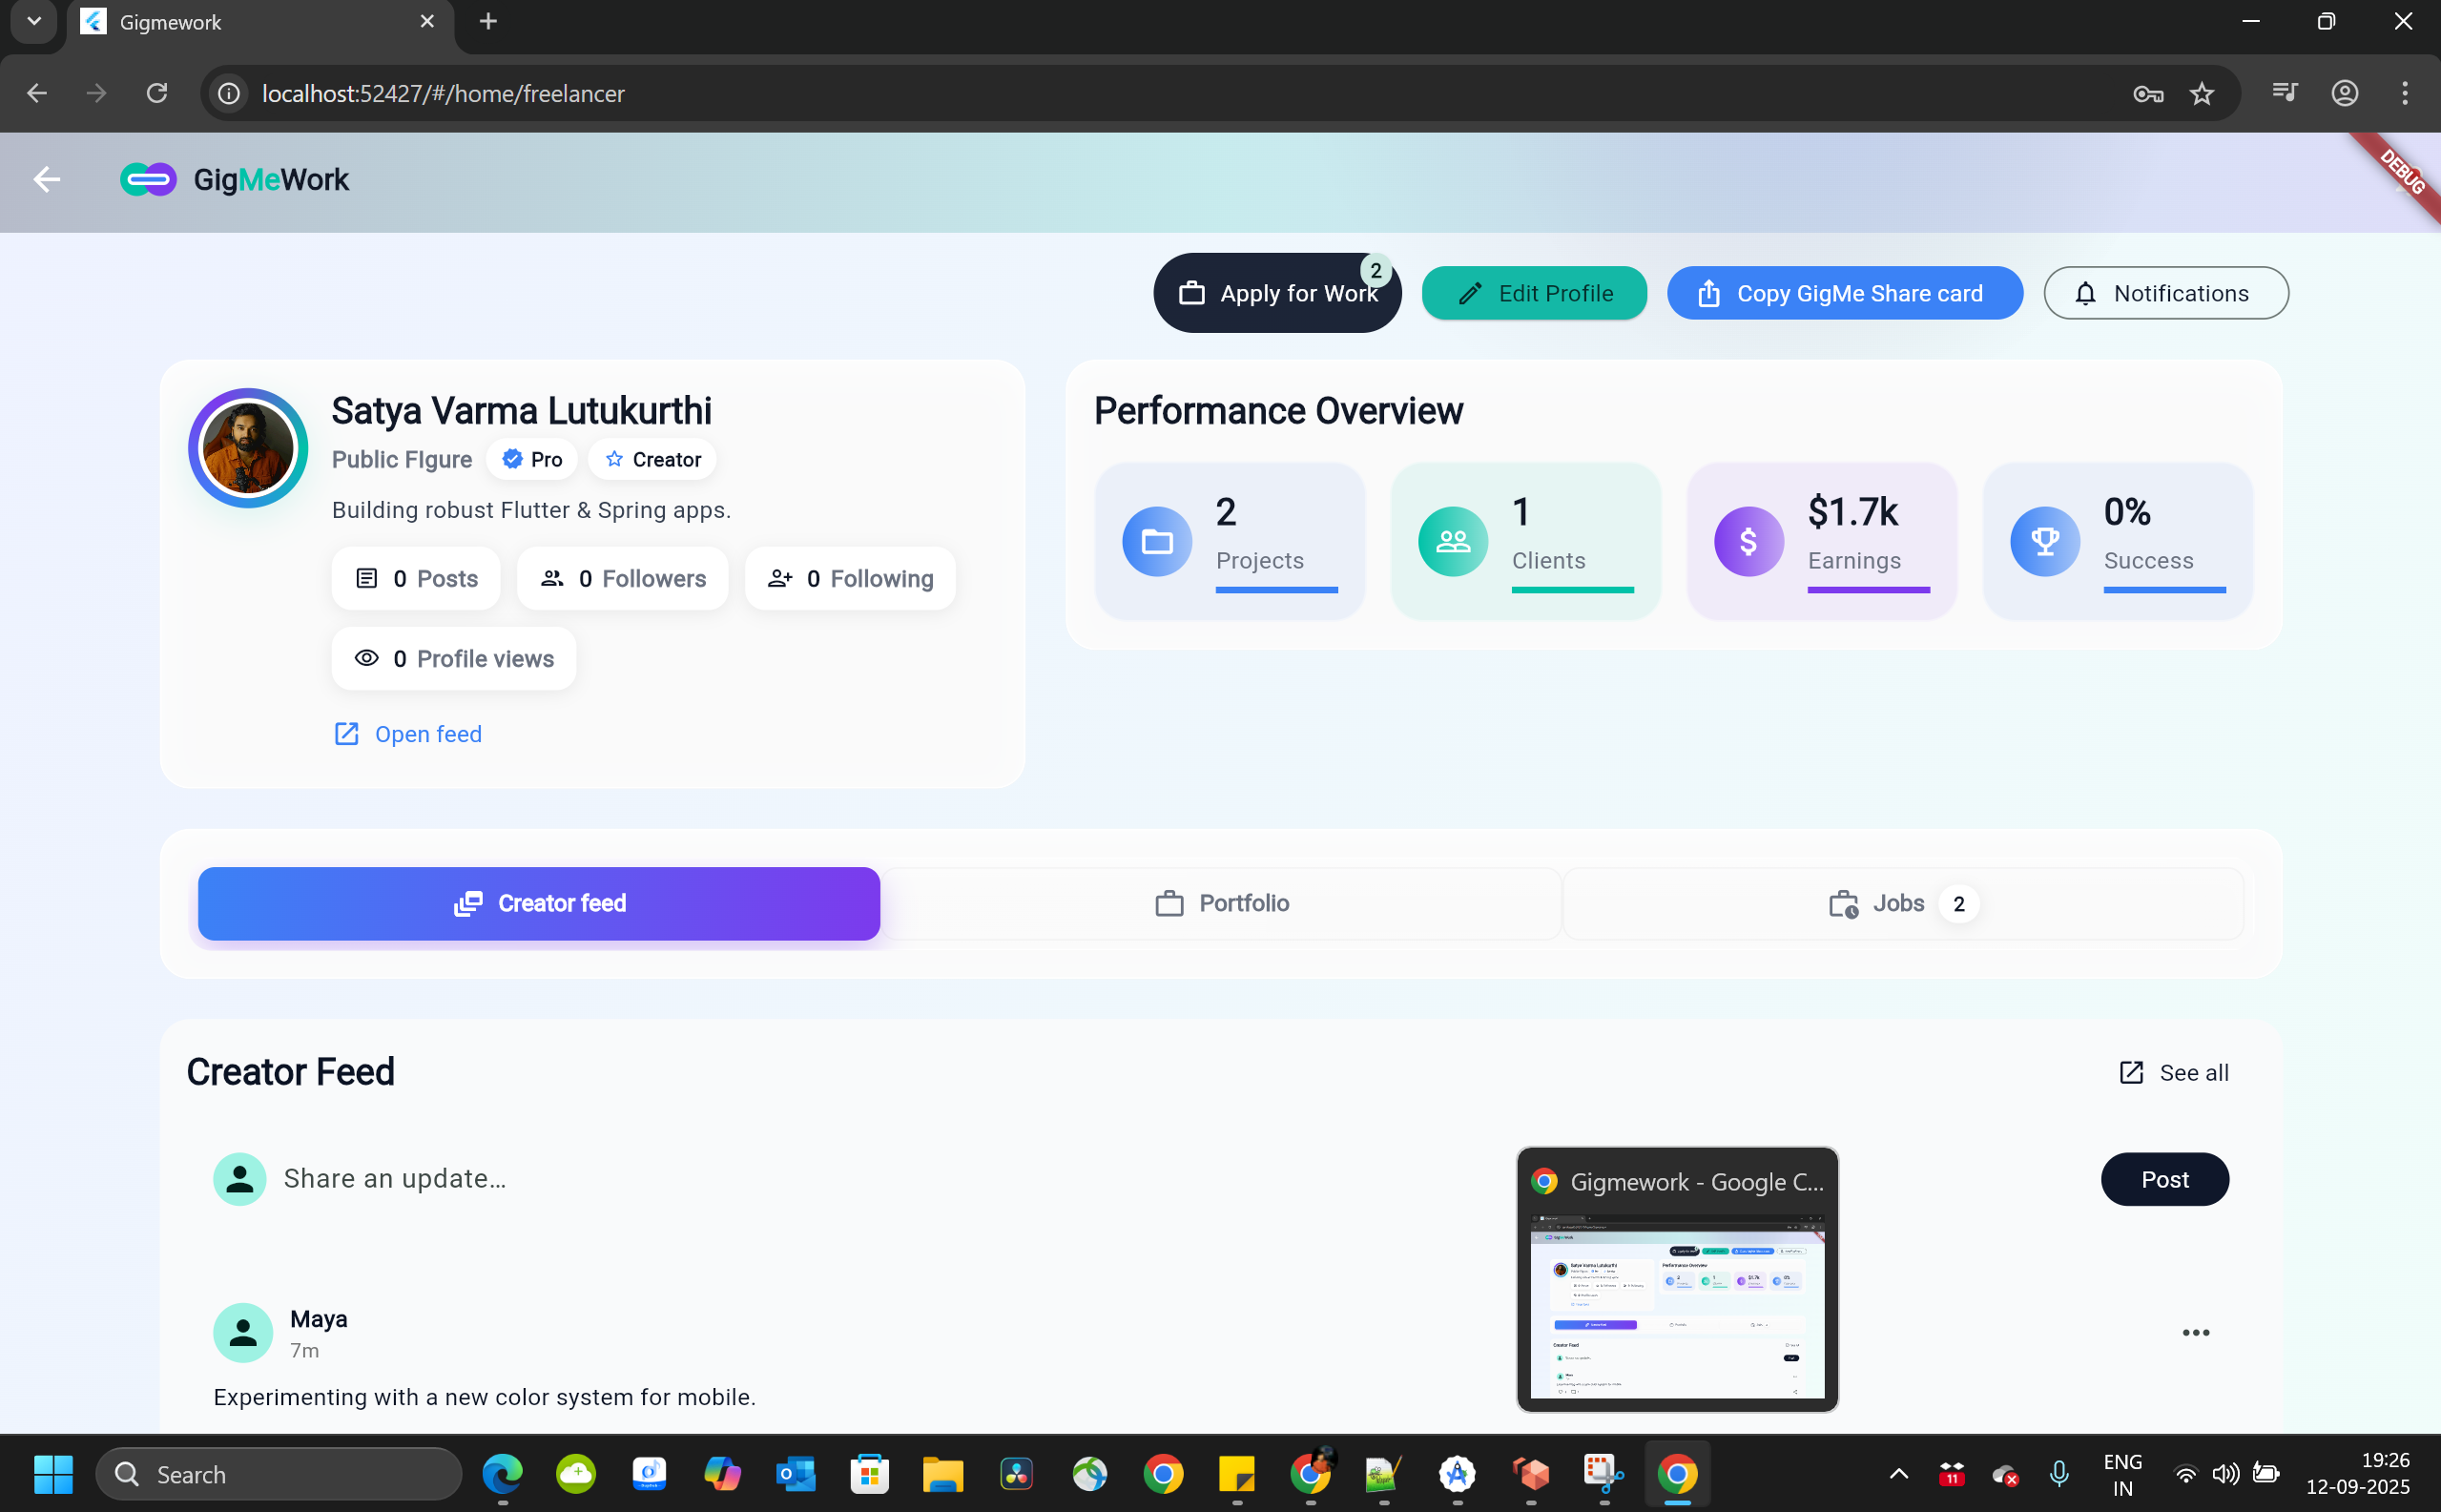 Gigmework
localhost:52427/#/home/freelancer
GigMeWork
DEBUG
Apply for Work 2
Edit Profile
Copy GigMe Share card
Notifications
Satya Varma Lutukurthi
Public FIgure Pro Creator
Building robust Flutter & Spring apps.
0 Posts 0 Followers 0 Following
0 Profile views
Open feed
Performance Overview
2 Projects
1 Clients
$1.7k Earnings
0% Success
Creator feed Portfolio Jobs 2
Creator Feed See all
Share an update... Post
Maya
7m
Experimenting with a new color system for mobile.
Gigmework - Google C...
Search
11
ENG
IN
19:26
12-09-2025